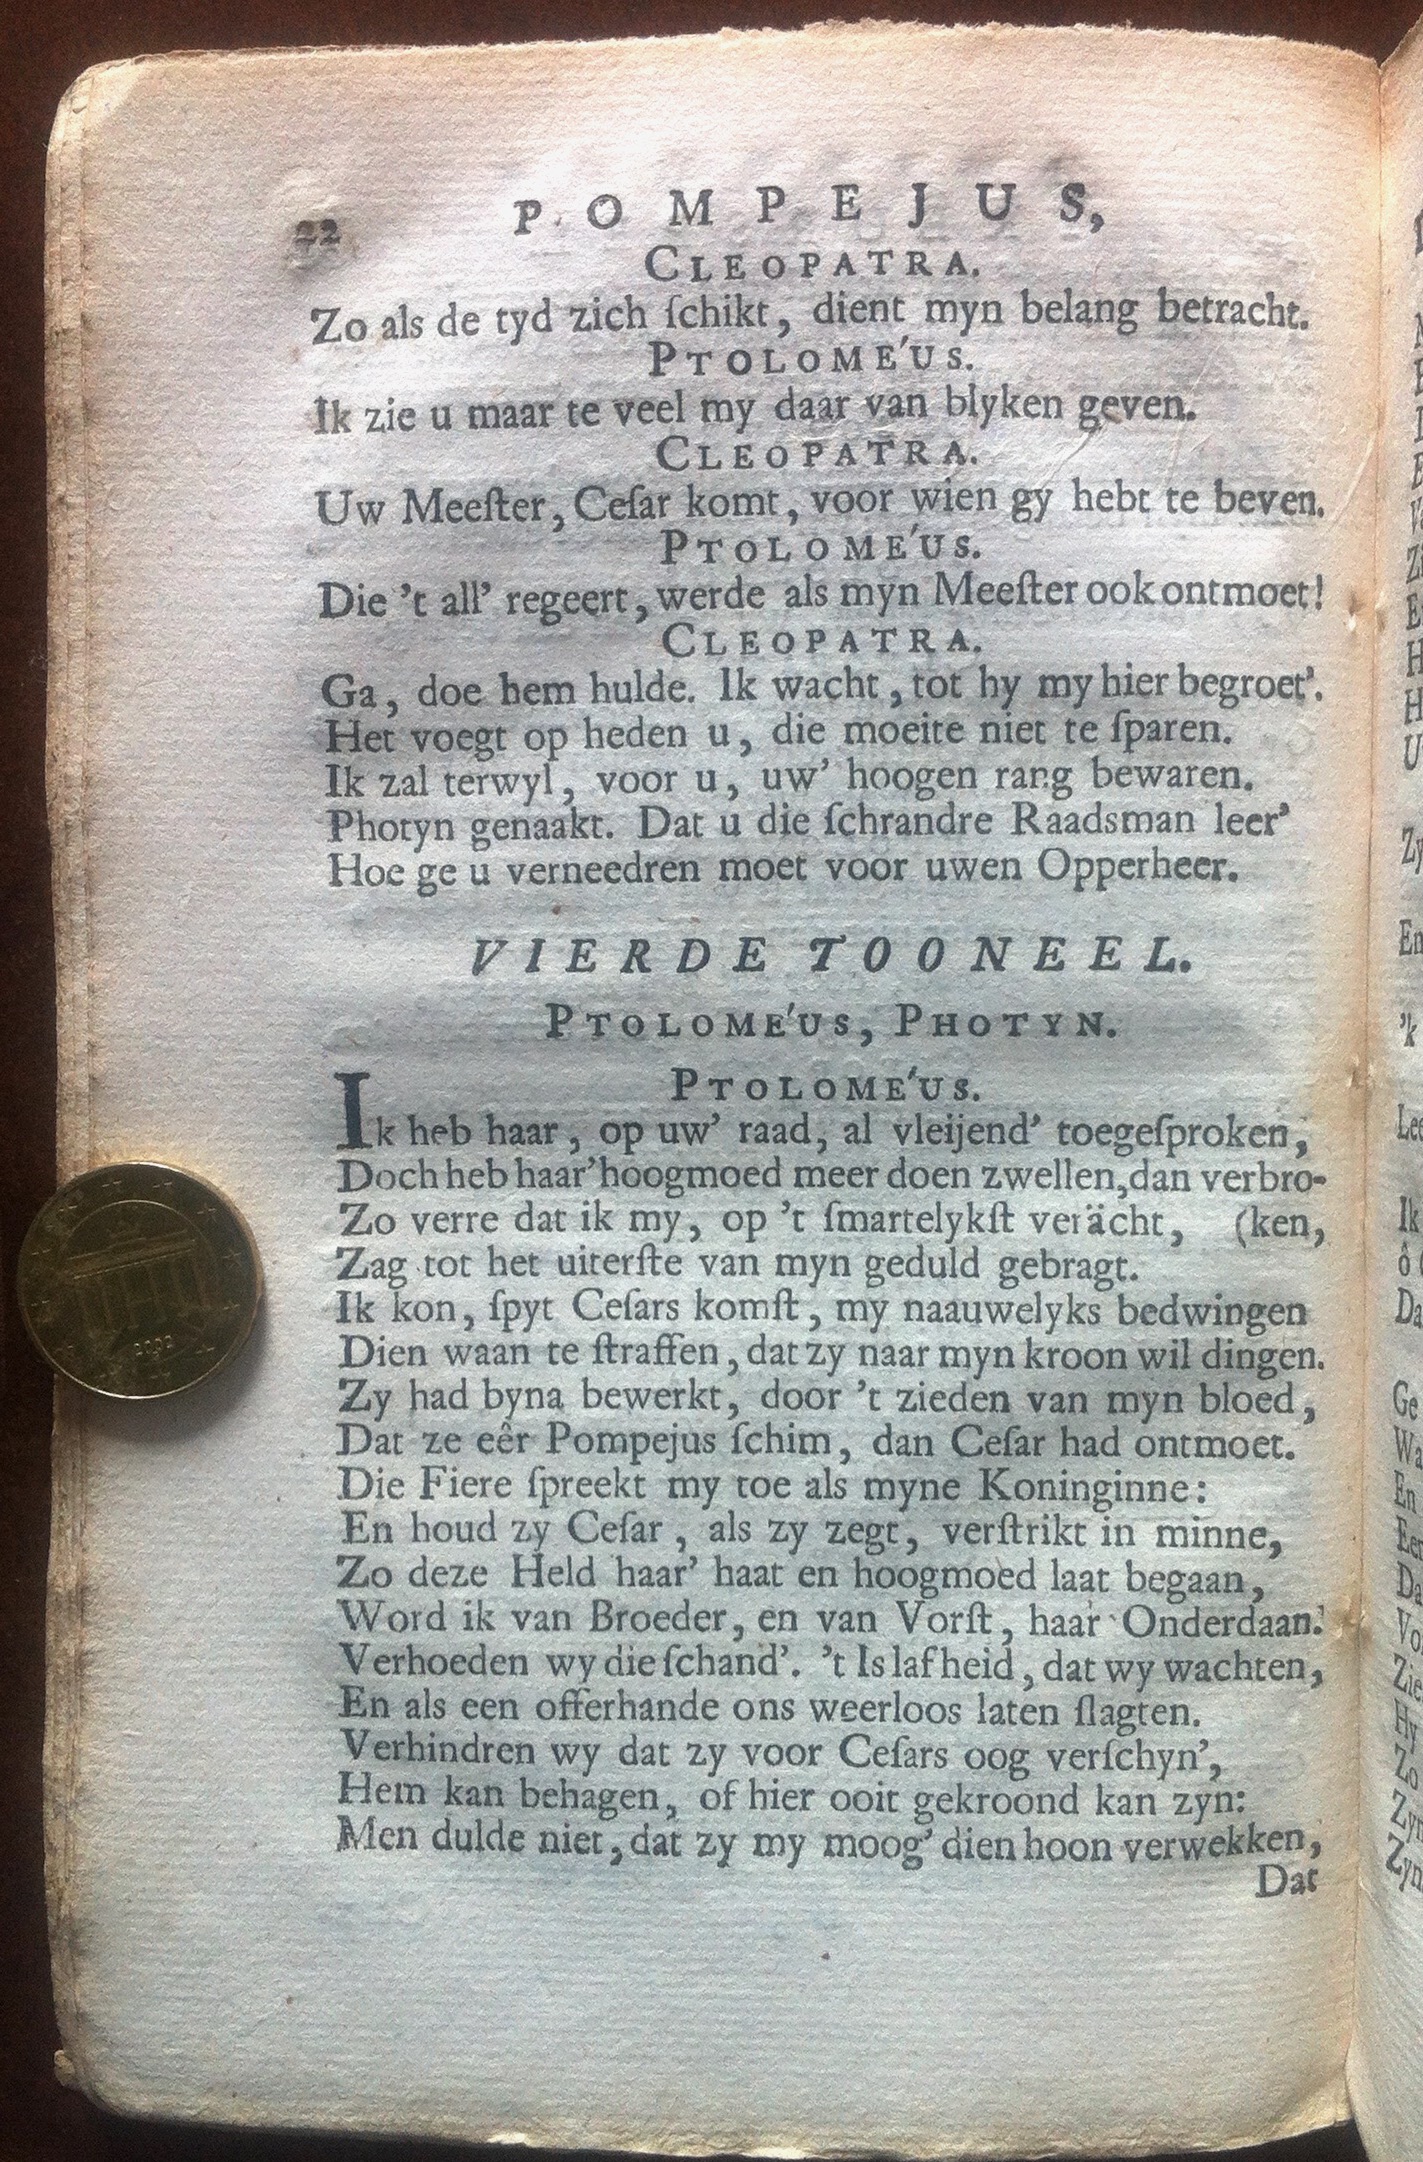 22 POMPEJUS,
CLEOPATRA.
Zo als de tyd zich ſchikt, dient myn belang betracht.
PTOLOME'US.
Ik zie u maar te veel my daar van blyken geven.
CLEOPATRA.
Uw Meeſter, Ceſar komt, voor wien gy hebt te beven.
PTOLOME'US.
Die 't all' regeert, werde als myn Meeſter ook ontmoet!
CLEOPATRA.
Ga, doe hem hulde. Ik wacht, tot hy my hier begroet'.
Het voegt op heden u, die moeite niet te ſparen.
Ik zal terwyl, voor u, uw' hoogen rang bewaren.
Photyn genaakt. Dat u die ſchrandre Raadsman leer'
Hoe ge u verneedren moet voor uwen Opperheer.
VIERDE TOONEEL.
PTOLOME'US, PHOTYN.
PTOLOME'US.
Ik heb haar, op uw' raad, al vleijend' toegeſproken,
Doch heb haar' hoogmoed meer doen zwellen, dan verbro-
Zo verre dat ik my, op 't ſmartelykſt verächt, (ken,
Zag tot het uiterſte van myn geduld gebragt.
Ik kon, ſpyt Ceſars komſt, my naauwelyks bedwingen
Dien waan te ſtraffen, dat zy naar myn kroon wil dingen.
Zy had byna bewerkt, door 't zieden van myn bloed,
Dat ze eêr Pompejus ſchim, dan Ceſar had ontmoet.
Die Fiere ſpreekt my toe als myne Koninginne:
En houd zy Ceſar, als zy zegt, verſtrikt in minne,
Zo deze Held haar' haat en hoogmoed laat begaan,
Word ik van Broeder, en van Vorſt, haar Onderdaan.
Verhoeden wy die ſchand'. 't Is lafheid, dat wy wachten,
En als een offerhande ons weerloos laten ſlagten.
Verhindren wy dat zy voor Ceſars oog verſchyn',
Hem kan behagen, of hier ooit gekroond kan zyn:
Men dulde niet, dat zy my moog' dien hoon verwekken,
Dat
2002